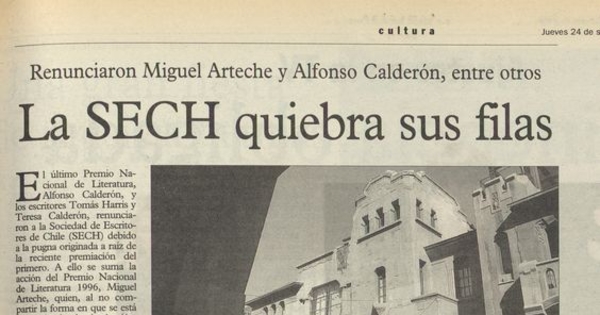 cultura
Jueves 24 de s
Renunciaron Miguel Arteche y Alfonso Calderón, entre otros
La SECH quiebra sus filas
El último Premio Na-
cional de Literatura,
Alfonso Calderón, y
los escritores Tomás Harris y
Teresa Calderón, renuncia-
ron a la Sociedad de Escrito-
res de Chile (SECH) debido
a la pugna originada a raíz de
la reciente premiación del
primero. A ello se suma la
acción del Premio Nacional
de Literatura 1996, Miguel
Arteche, quien, al no com-
partir la forma en que se está